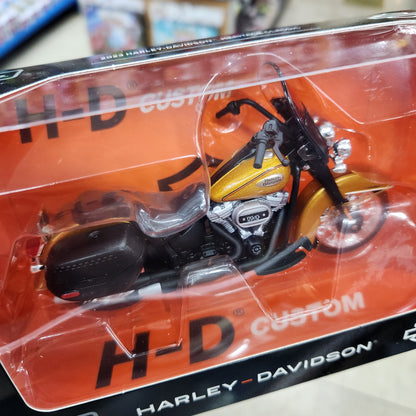 2022 HARLEY-DAVIDSON
H-D® CUSTOM
H-D® CUSTOM
HARLEY-DAVIDSON®